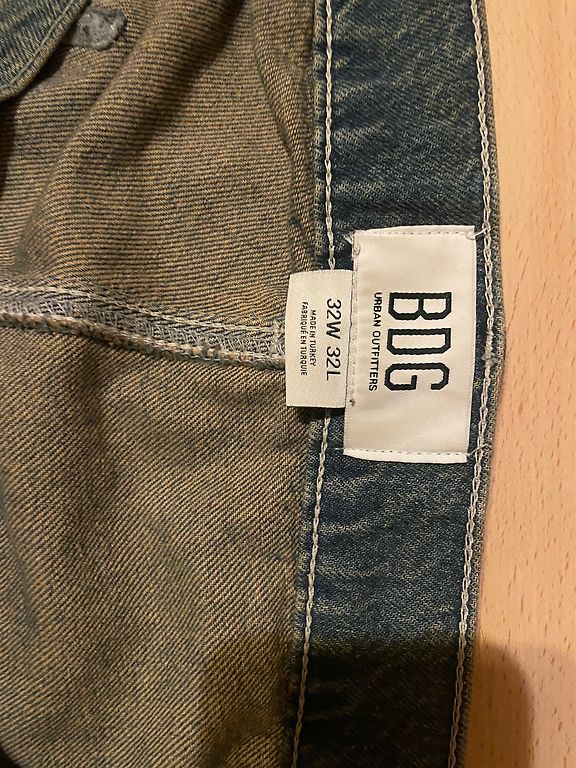 BDG
URBAN OUTFITTERS
32W 32L
MADE IN TURKEY
FABRIQUÉ EN TURQUIE